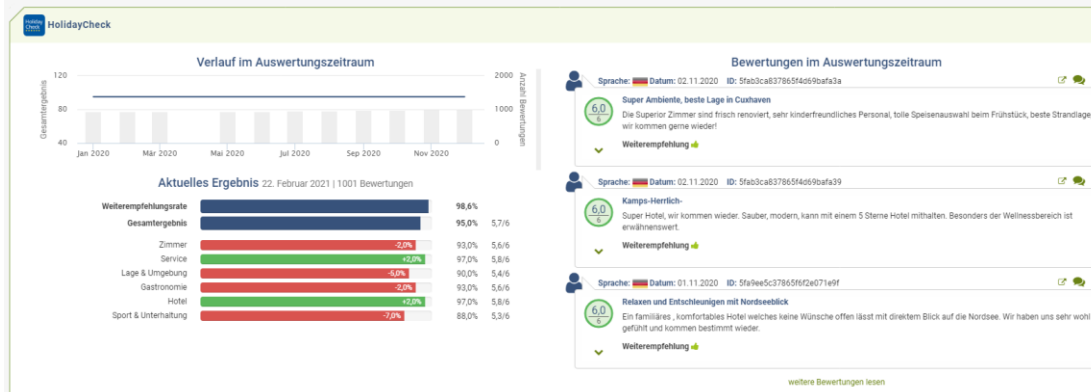 Holiday Check
HolidayCheck
Verlauf im Auswertungszeitraum
Gesamtergebnis
120
80
40
2000
1000
0
Anzahl Bewertungen
Jan 2020
Mär 2020
Mai 2020
Jul 2020
Sep 2020
Nov 2020
Aktuelles Ergebnis 22. Februar 2021 | 1001 Bewertungen
Weiterempfehlungsrate 98,6%
Gesamtergebnis 95,0% 5,7/6
Zimmer -2,0% 93,0% 5,6/6
Service +2,0% 97,0% 5,8/6
Lage & Umgebung -5,0% 90,0% 5,4/6
Gastronomie -2,0% 93,0% 5,6/6
Hotel +2,0% 97,0% 5,8/6
Sport & Unterhaltung -7,0% 88,0% 5,3/6
Bewertungen im Auswertungszeitraum
Sprache: Datum: 02.11.2020 ID: 5fab3ca837865f4d69bafa3a
6,0
6
Super Ambiente, beste Lage in Cuxhaven
Die Superior Zimmer sind frisch renoviert, sehr kinderfreundliches Personal, tolle Speisenauswahl beim Frühstück, beste Strandlage
wir kommen gerne wieder!
Weiterempfehlung
Sprache: Datum: 02.11.2020 ID: 5fab3ca837865f4d69bafa39
6,0
6
Kamps-Herrlich-
Super Hotel, wir kommen wieder. Sauber, modern, kann mit einem 5 Sterne Hotel mithalten. Besonders der Wellnessbereich ist
erwähnenswert.
Weiterempfehlung
Sprache: Datum: 01.11.2020 ID: 5fa9ee5c37865f6f2e071e9f
6,0
6
Relaxen und Entschleunigen mit Nordseeblick
Ein familiäres , komfortables Hotel welches keine Wünsche offen lässt mit direktem Blick auf die Nordsee. Wir haben uns sehr wohl
gefühlt und kommen bestimmt wieder.
Weiterempfehlung
weitere Bewertungen lesen